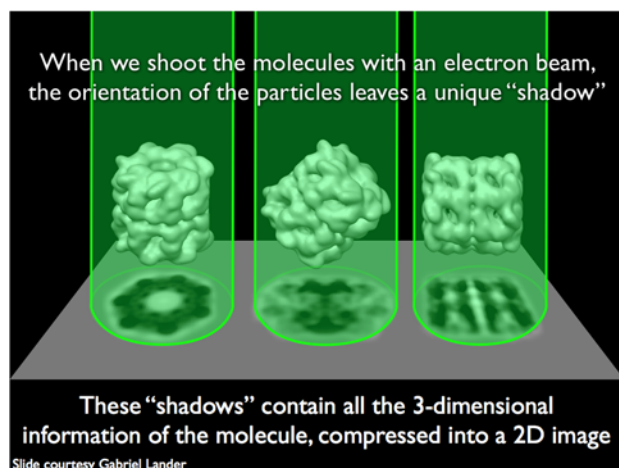 When we shoot the molecules with an electron beam,
the orientation of the particles leaves a unique “shadow”
These “shadows” contain all the 3-dimensional
information of the molecule, compressed into a 2D image
Slide courtesy Gabriel Lander